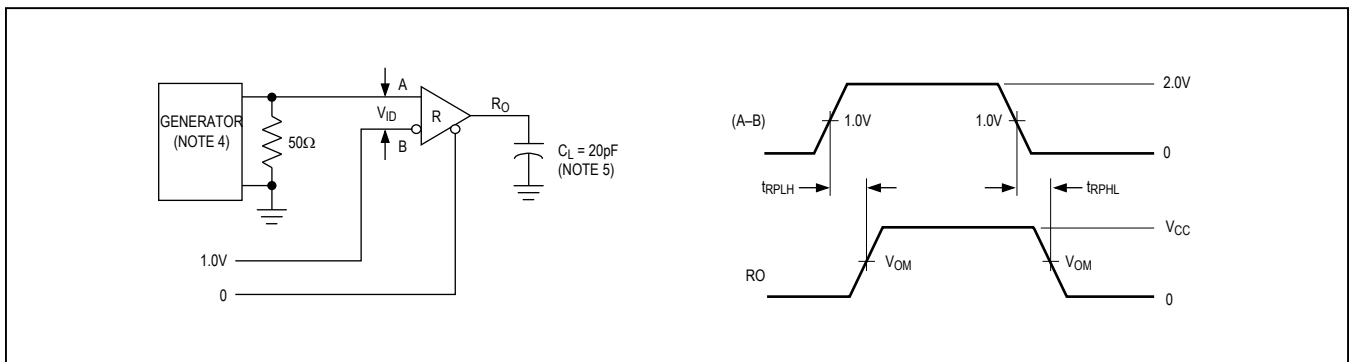 GENERATOR
(NOTE 4)
50Ω
V_ID
A
B
R
R_O
C_L = 20pF
(NOTE 5)
1.0V
0
(A–B)
1.0V
1.0V
2.0V
0
t_RPLH
t_RPHL
RO
V_OM
V_OM
V_CC
0